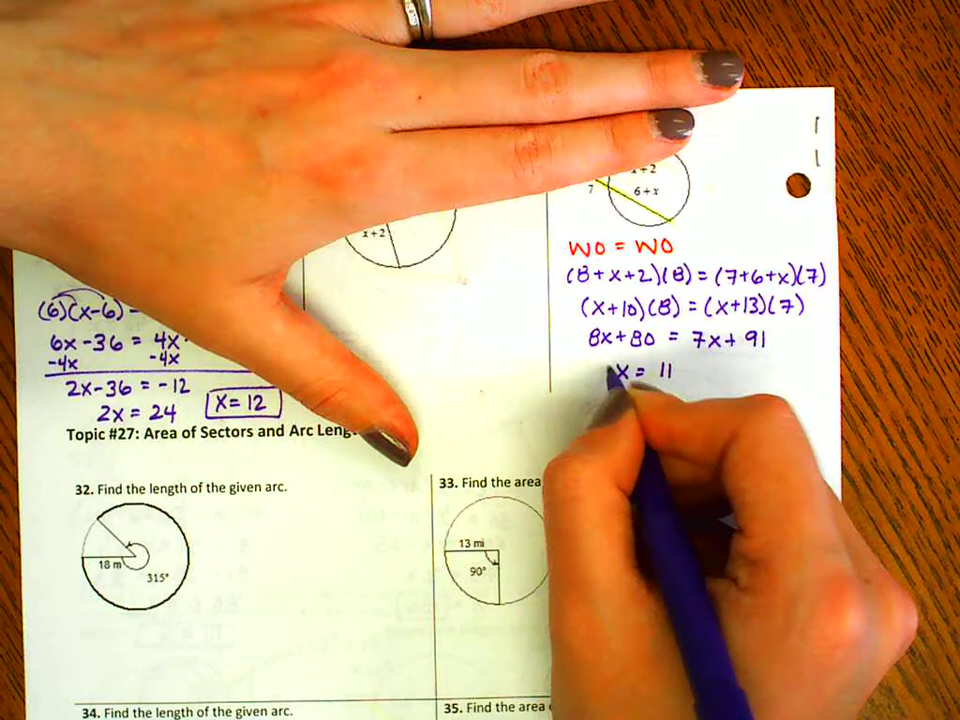 x+2
7
6+x
x+2
WO = WO
(8+x+2)(8) = (7+6+x)(7)
(x+10)(8) = (x+13)(7)
8x+80 = 7x+91
x = 11
(6)(x-6)
6x-36 = 4x
-4x -4x
2x-36 = -12
2x = 24
x=12
Topic #27: Area of Sectors and Arc
32. Find the length of the given arc.
18 m
315°
33. Find the area
13 mi
90°
34. Find the length of the given arc.
35. Find the area